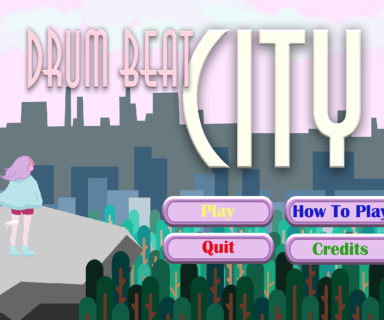 DRUM BEAT CITY
Play
How To Play
Quit
Credits